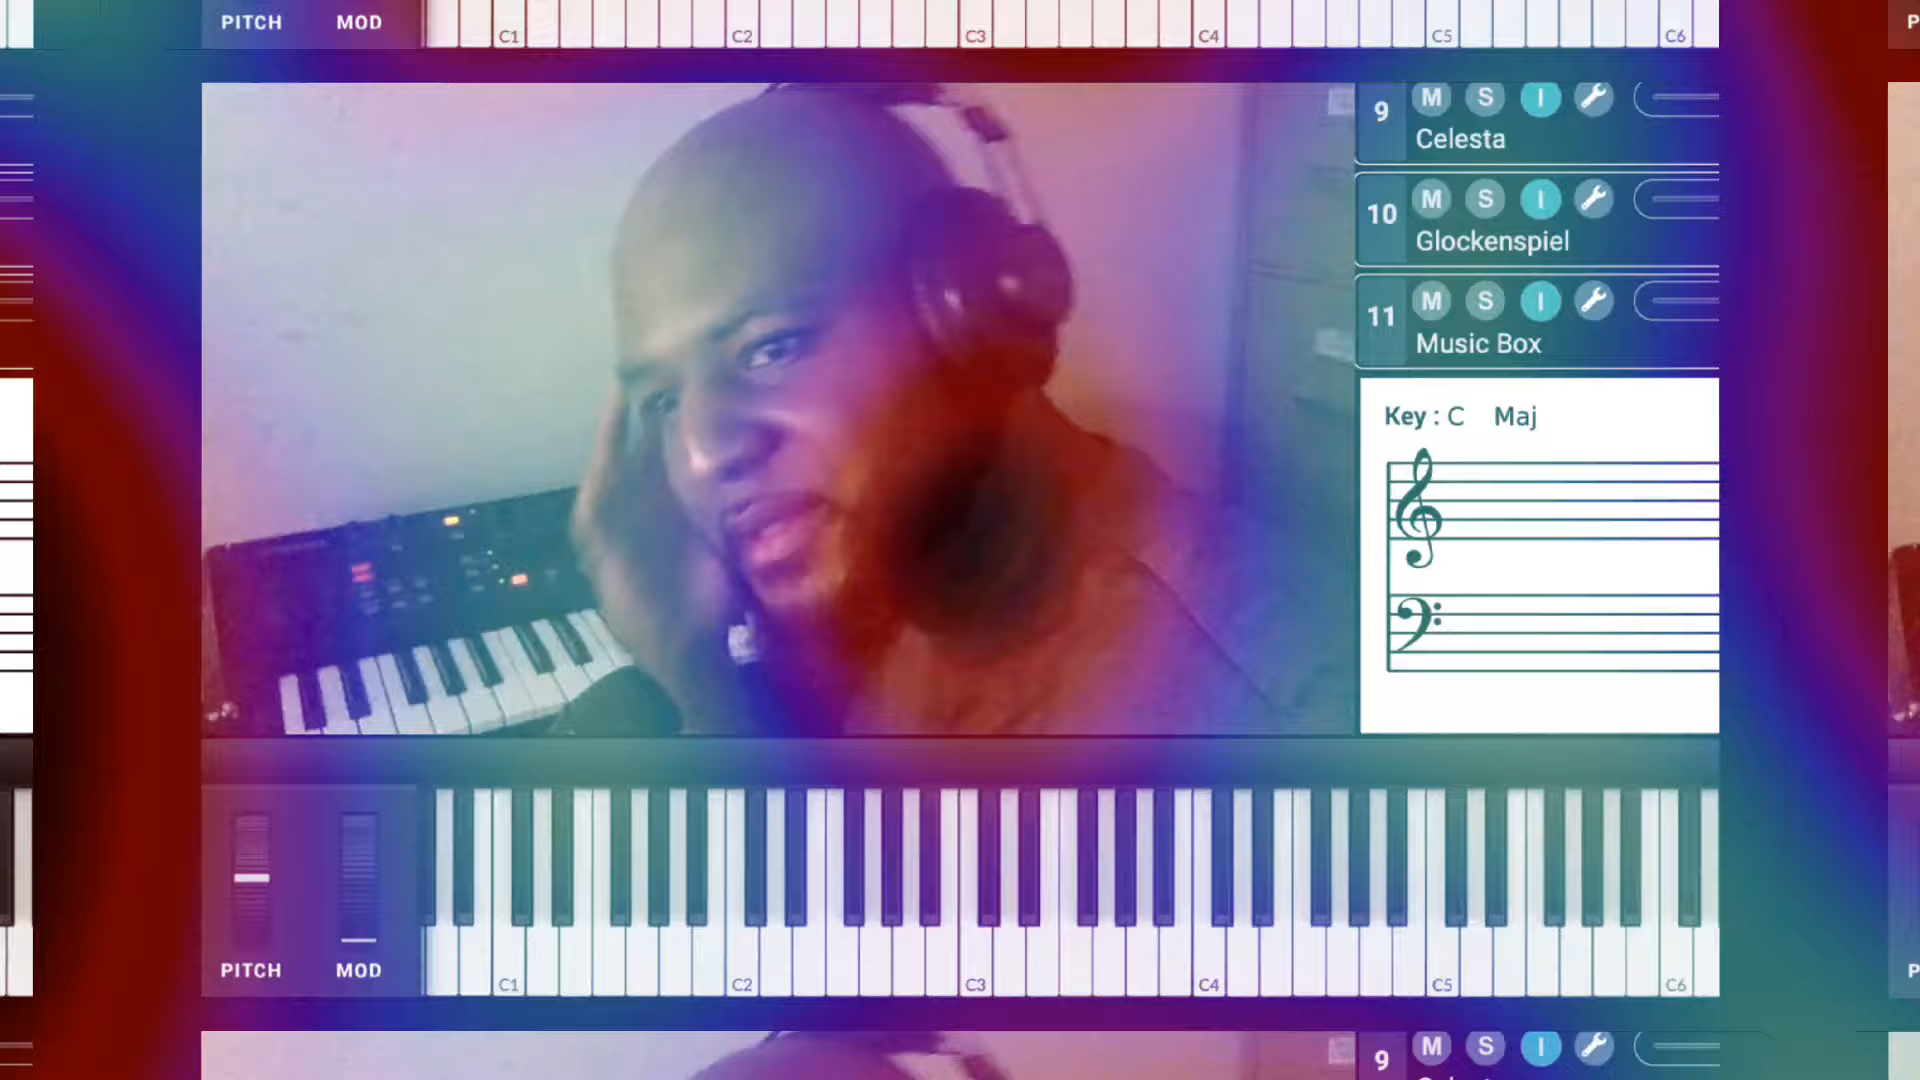 PITCH MOD C1 C2 C3 C4 C5 C6 P
9 M S I
Celesta
10 M S I
Glockenspiel
11 M S I
Music Box
Key : C Maj
PITCH MOD C1 C2 C3 C4 C5 C6 P
9 M S I